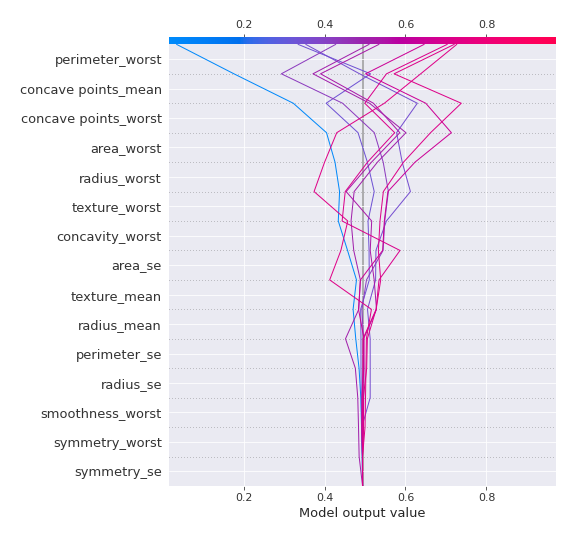 0.2 0.4 0.6 0.8
perimeter_worst
concave points_mean
concave points_worst
area_worst
radius_worst
texture_worst
concavity_worst
area_se
texture_mean
radius_mean
perimeter_se
radius_se
smoothness_worst
symmetry_worst
symmetry_se
0.2 0.4 0.6 0.8
Model output value